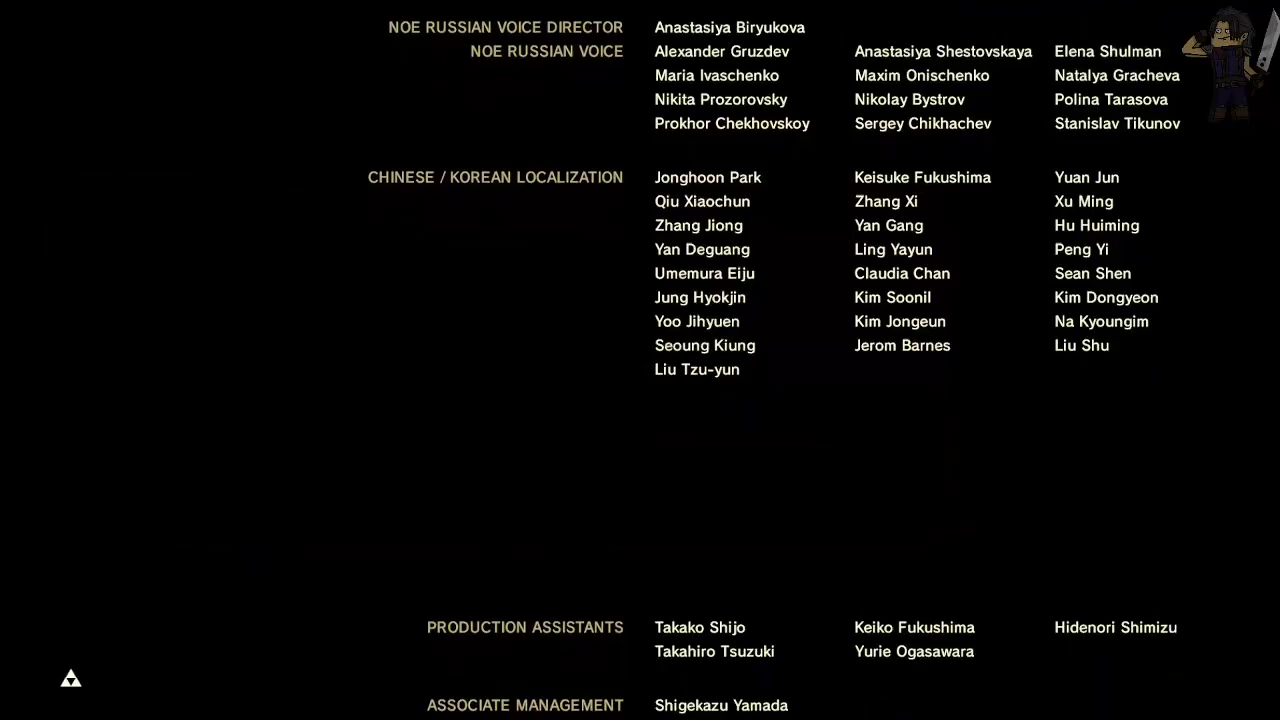 NOE RUSSIAN VOICE DIRECTOR Anastasiya Biryukova
NOE RUSSIAN VOICE Alexander Gruzdev Anastasiya Shestovskaya Elena Shulman
Maria Ivaschenko Maxim Onischenko Natalya Gracheva
Nikita Prozorovsky Nikolay Bystrov Polina Tarasova
Prokhor Chekhovskoy Sergey Chikhachev Stanislav Tikunov
CHINESE / KOREAN LOCALIZATION Jonghoon Park Keisuke Fukushima Yuan Jun
Qiu Xiaochun Zhang Xi Xu Ming
Zhang Jiong Yan Gang Hu Huiming
Yan Deguang Ling Yayun Peng Yi
Umemura Eiju Claudia Chan Sean Shen
Jung Hyokjin Kim Soonil Kim Dongyeon
Yoo Jihyuen Kim Jongeun Na Kyoungim
Seoung Kiung Jerom Barnes Liu Shu
Liu Tzu-yun
PRODUCTION ASSISTANTS Takako Shijo Keiko Fukushima Hidenori Shimizu
Takahiro Tsuzuki Yurie Ogasawara
ASSOCIATE MANAGEMENT Shigekazu Yamada